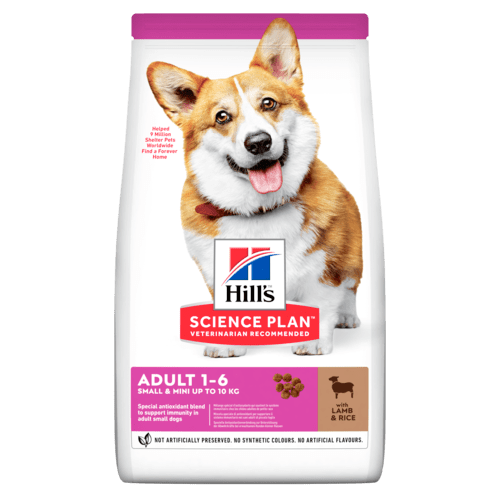 Helped
9 Million
Shelter Pets
Worldwide
Find a Forever
Home
Hill's
SCIENCE PLAN™
VETERINARIAN RECOMMENDED
ADULT 1-6
SMALL & MINI UP TO 10 KG
Special antioxidant blend
to support immunity in
adult small dogs
with
LAMB
& RICE
NOT ARTIFICIALLY PRESERVED. NO SYNTHETIC COLOURS. NO ARTIFICIAL FLAVOURS.